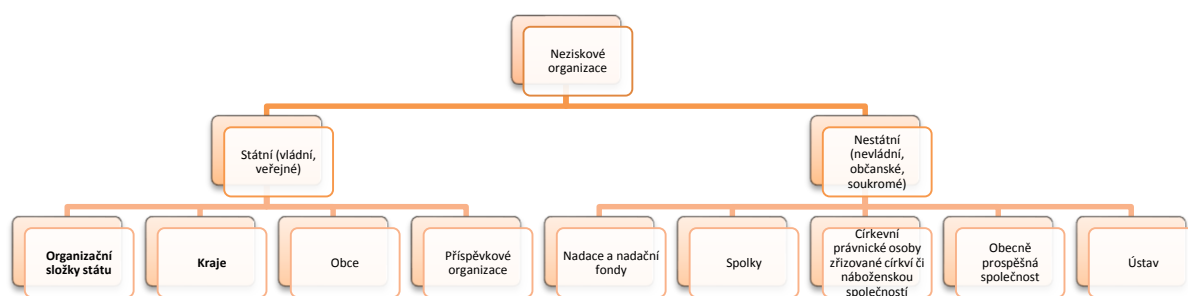 Neziskové
organizace
Státní (vládní,
veřejné)
Nestátní
(nevládní,
občanské,
soukromé)
Organizační
složky státu
Kraje
Obce
Příspěvkové
organizace
Nadace a nadační
fondy
Spolky
Církevní
právnické osoby
zřizované církví či
náboženskou
společností
Obecně
prospěšná
společnost
Ústav